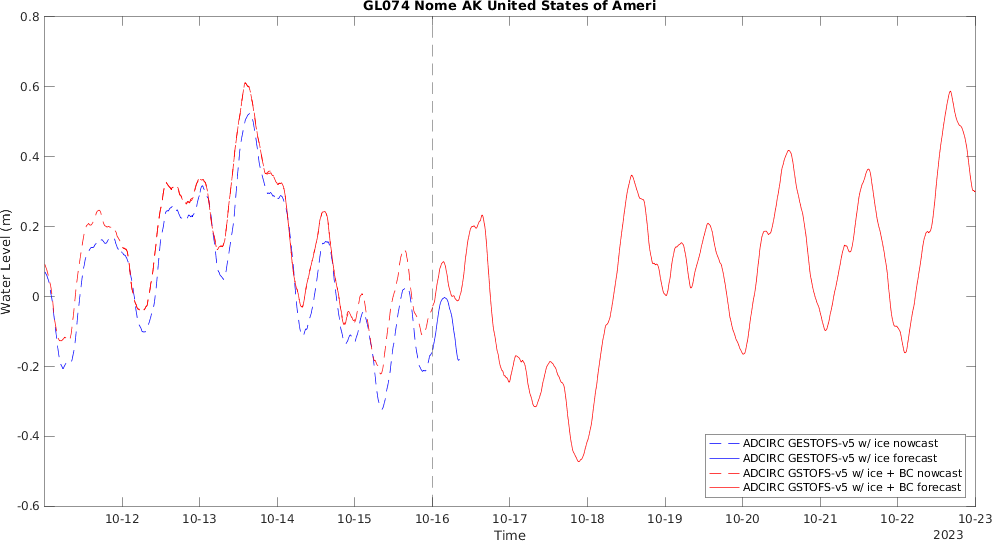 GL074 Nome AK United States of Ameri
0.8
0.6
0.4
0.2
0
-0.2
-0.4
-0.6
Water Level (m)
ADCIRC GESTOFS-v5 w/ ice nowcast
ADCIRC GESTOFS-v5 w/ ice forecast
ADCIRC GSTOFS-v5 w/ ice + BC nowcast
ADCIRC GSTOFS-v5 w/ ice + BC forecast
10-12 10-13 10-14 10-15 10-16 10-17 10-18 10-19 10-20 10-21 10-22 10-23
Time
2023